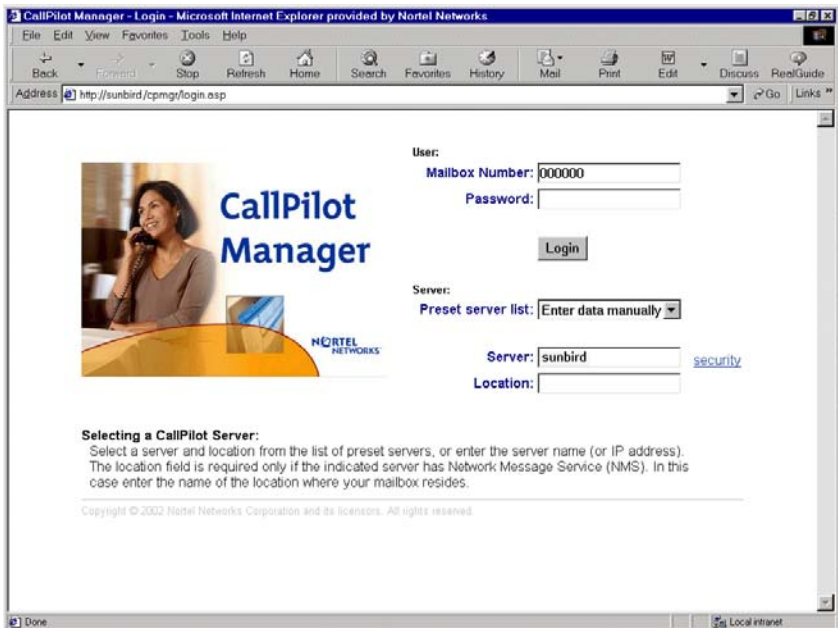 CallPilot Manager - Login - Microsoft Internet Explorer provided by Nortel Networks
File Edit View Favorites Tools Help
Back Forward Stop Refresh Home Search Favorites History Mail Print Edit Discuss RealGuide
Address http://sunbird/cpmgr/login.asp Go Links »
CallPilot
Manager
NORTEL
NETWORKS
User:
Mailbox Number: 000000
Password:
Login
Server:
Preset server list: Enter data manually
Server: sunbird security
Location:
Selecting a CallPilot Server:
Select a server and location from the list of preset servers, or enter the server name (or IP address).
The location field is required only if the indicated server has Network Message Service (NMS). In this
case enter the name of the location where your mailbox resides.
Copyright © 2002 Nortel Networks Corporation and its licensors. All rights reserved.
Done Local intranet